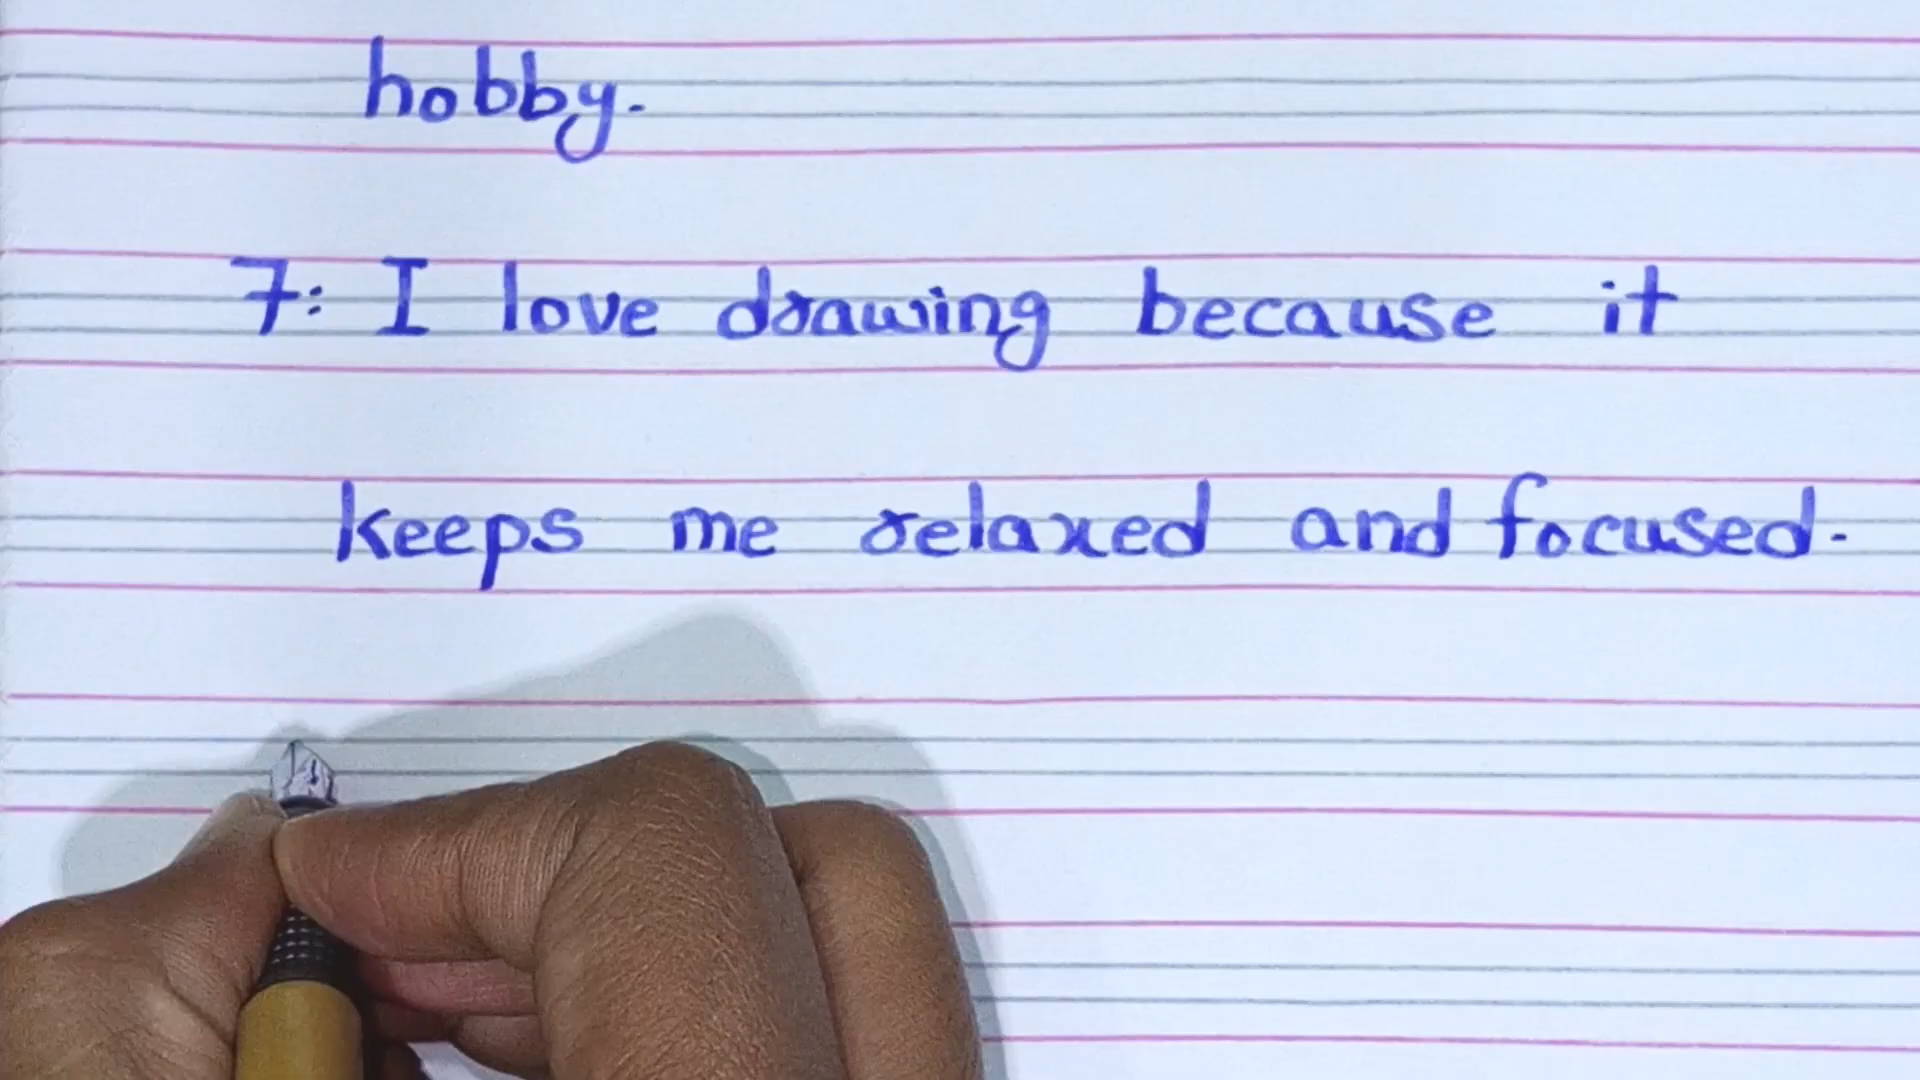 hobby.
7: I love drawing because it
keeps me relaxed and focused.